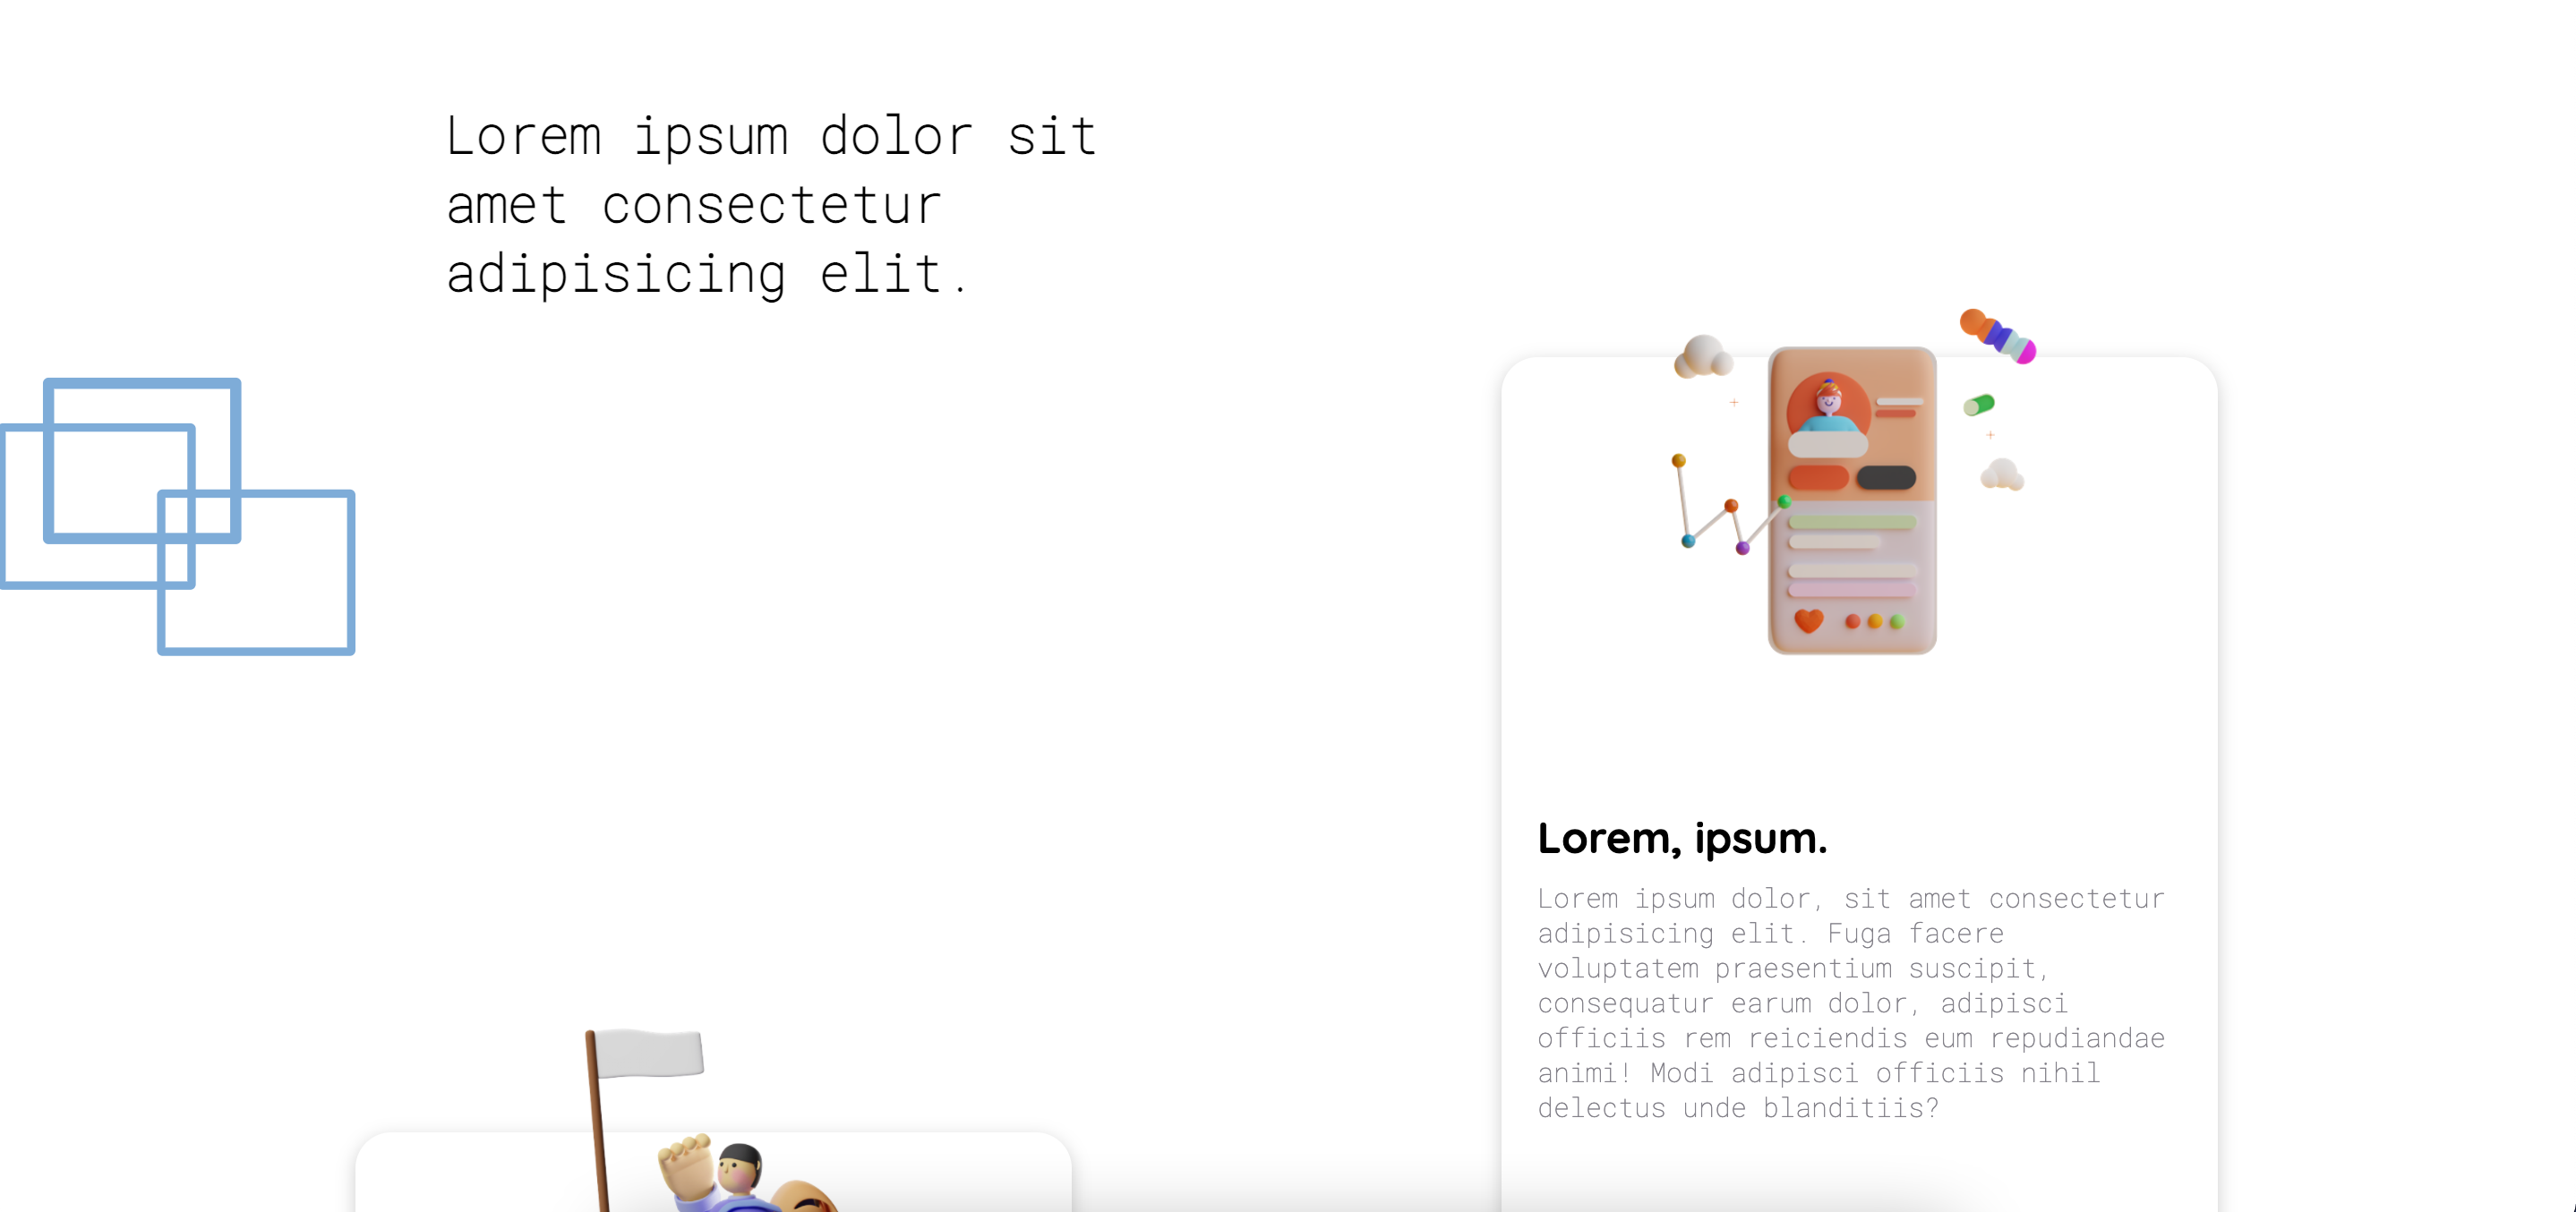 Lorem ipsum dolor sit
amet consectetur
adipisicing elit.
Lorem, ipsum.
Lorem ipsum dolor, sit amet consectetur
adipisicing elit. Fuga facere
voluptatem praesentium suscipit,
consequatur earum dolor, adipisci
officiis rem reiciendis eum repudiandae
animi! Modi adipisci officiis nihil
delectus unde blanditiis?